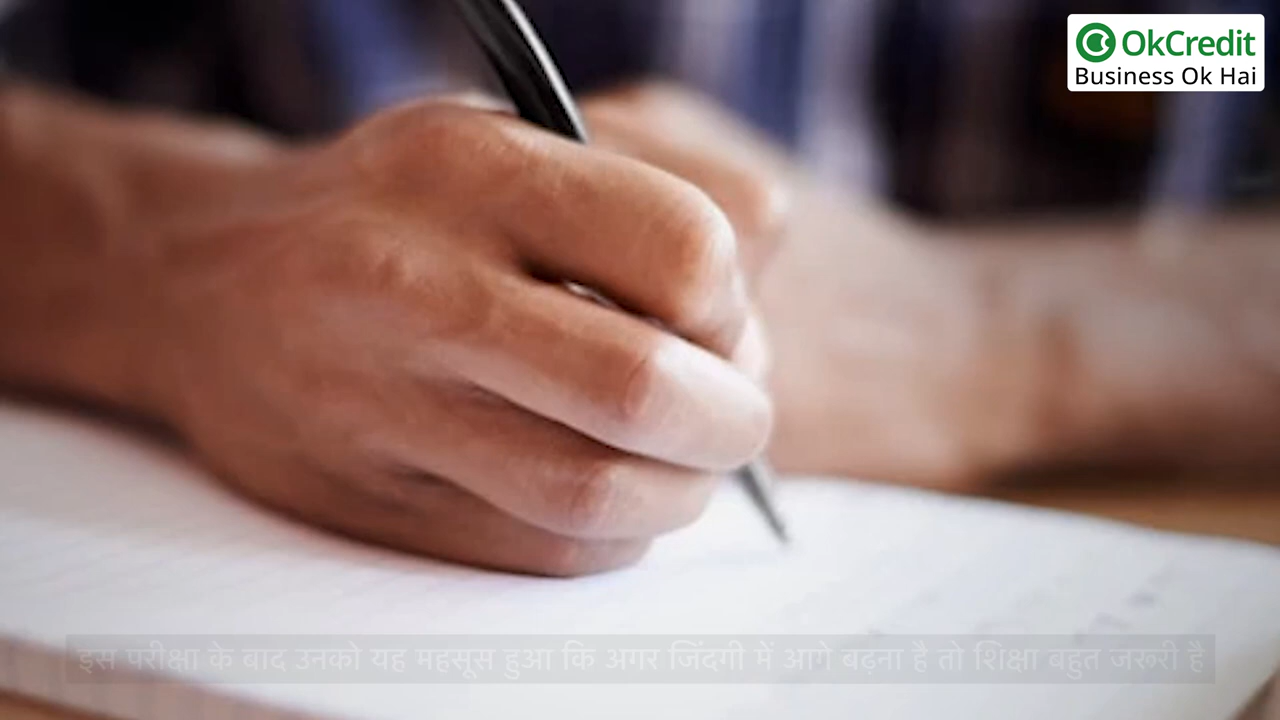 OkCredit
Business Ok Hai
इस परीक्षा के बाद उनको यह महसूस हुआ कि अगर जिंदगी में आगे बढ़ना है तो शिक्षा बहुत जरूरी है